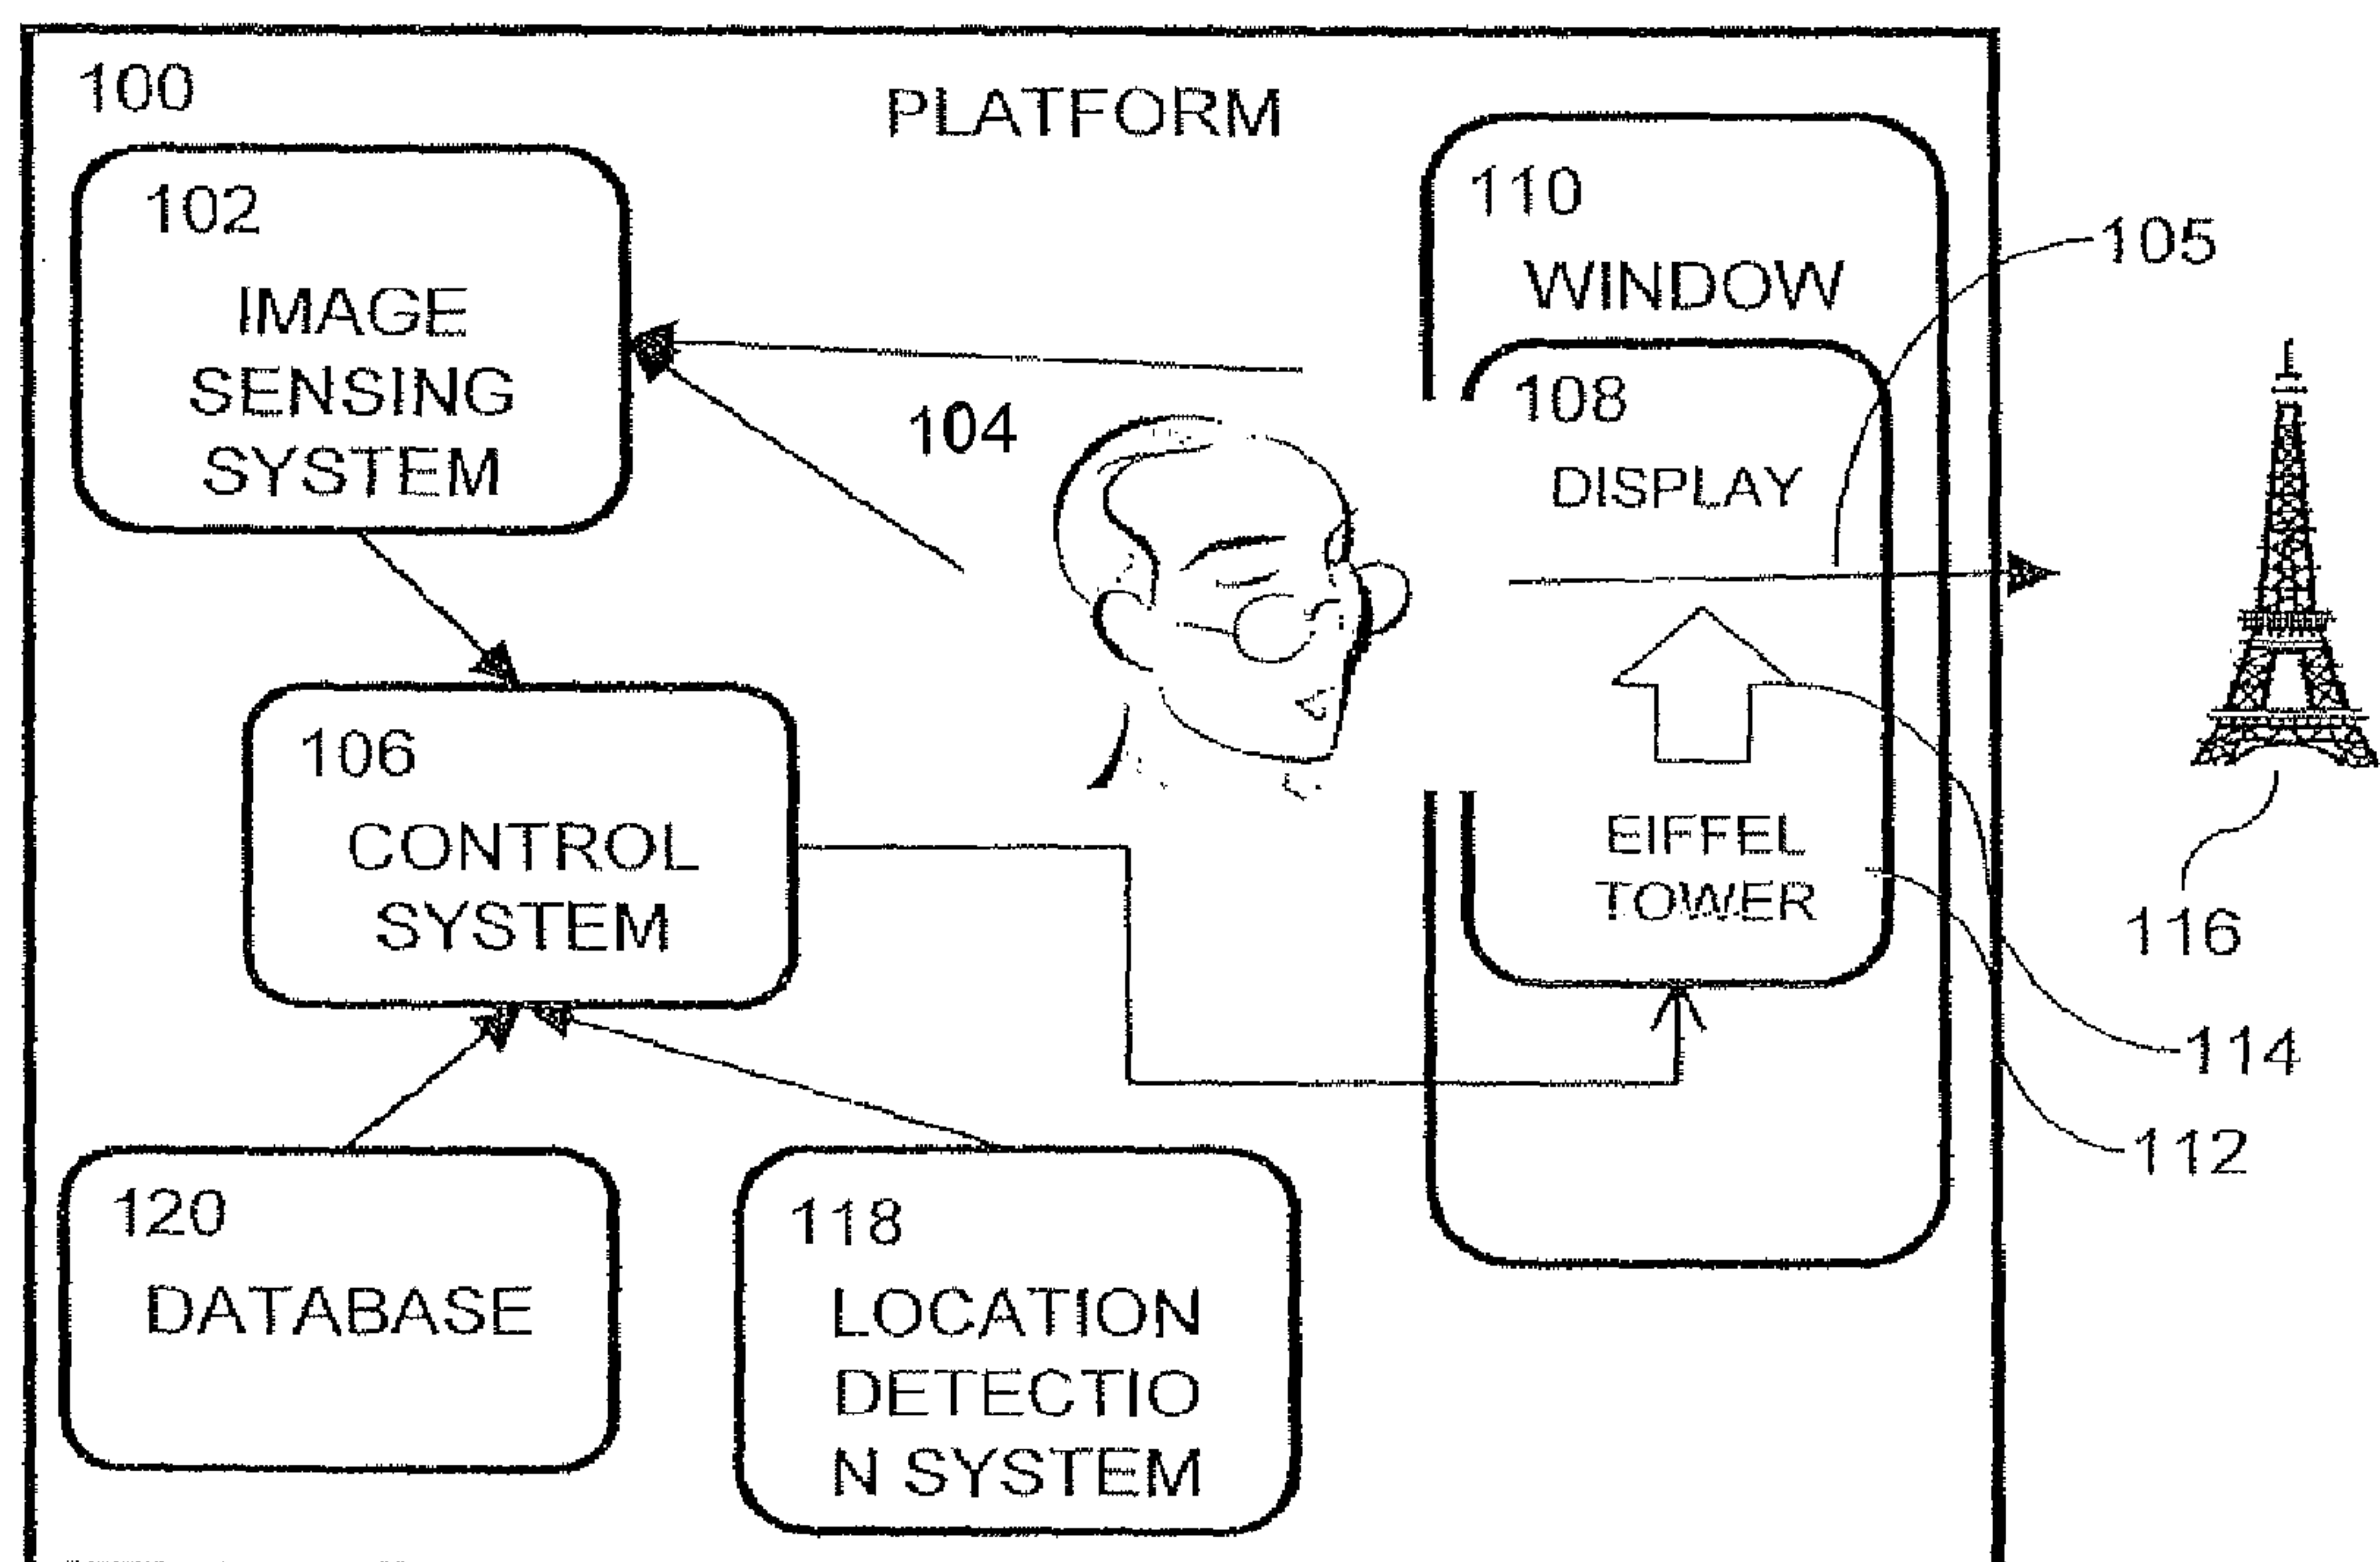 100
PLATFORM
102
IMAGE
SENSING
SYSTEM
104
110
WINDOW
105
108
DISPLAY
106
CONTROL
SYSTEM
EIFFEL
TOWER
116
114
112
120
DATABASE
118
LOCATION
DETECTIO
N SYSTEM